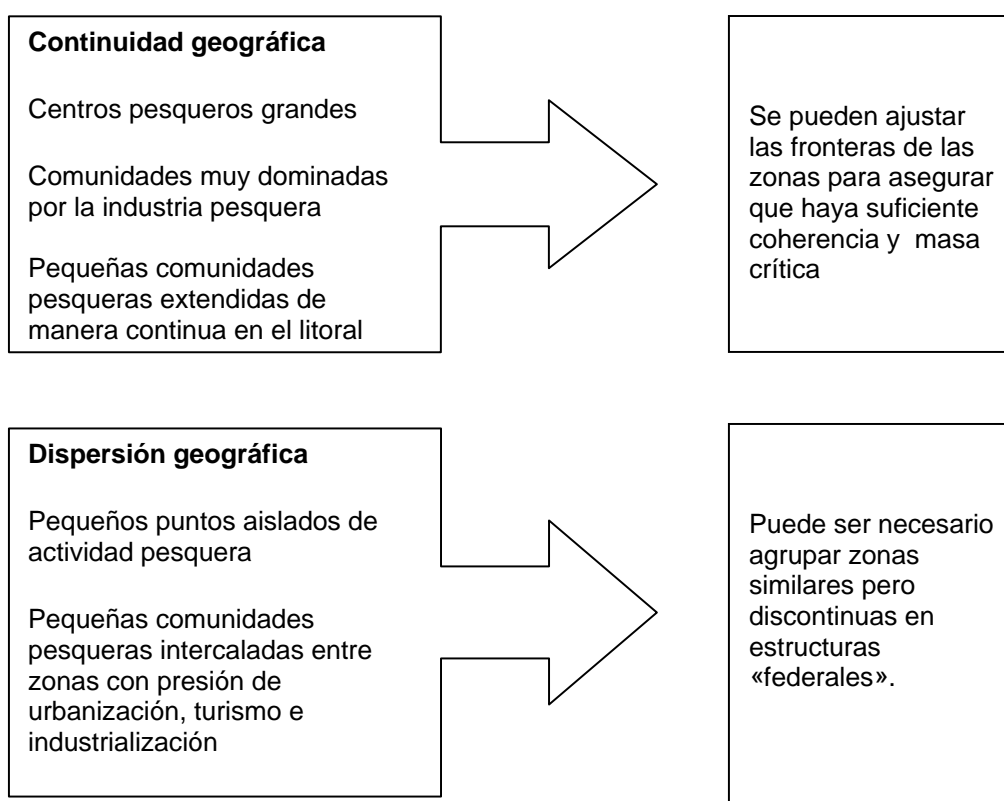 Continuidad geográfica
Centros pesqueros grandes
Comunidades muy dominadas
por la industria pesquera
Pequeñas comunidades
pesqueras extendidas de
manera continua en el litoral
Se pueden ajustar
las fronteras de las
zonas para asegurar
que haya suficiente
coherencia y masa
crítica
Dispersión geográfica
Pequeños puntos aislados de
actividad pesquera
Pequeñas comunidades
pesqueras intercaladas entre
zonas con presión de
urbanización, turismo e
industrialización
Puede ser necesario
agrupar zonas
similares pero
discontinuas en
estructuras
«federales».